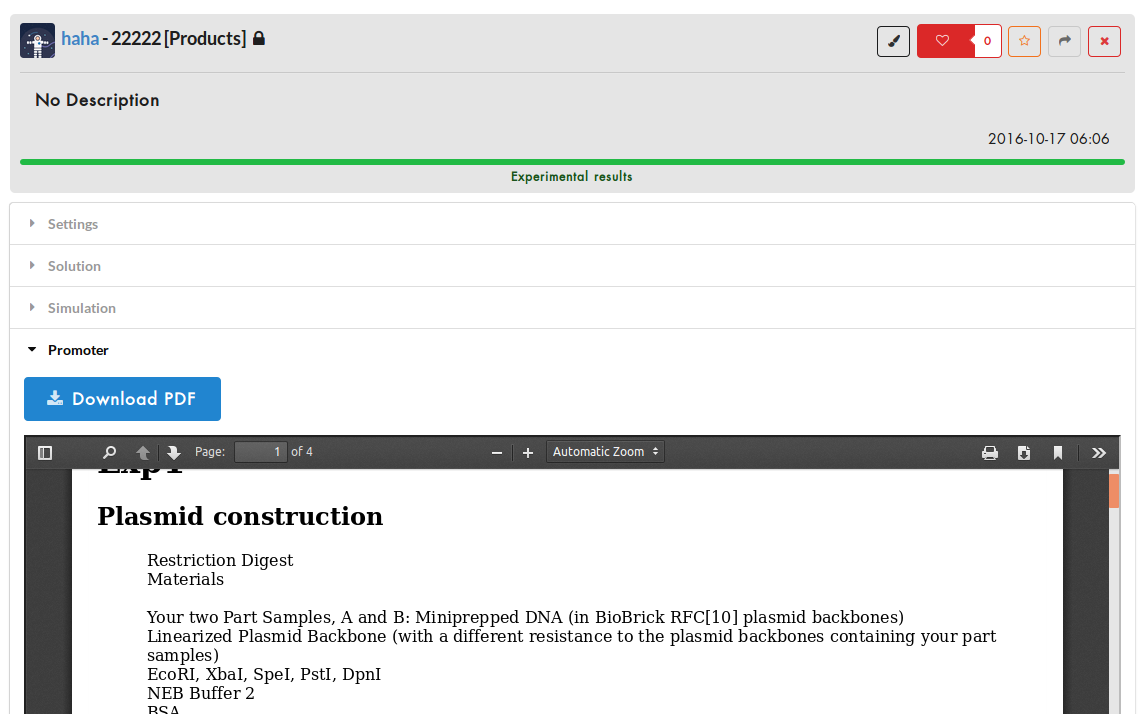 haha - 22222 [Products]
0
No Description
2016-10-17 06:06
Experimental results
Settings
Solution
Simulation
Promoter
Download PDF
Page: 1 of 4
Automatic Zoom
Exp1
Plasmid construction
Restriction Digest
Materials
Your two Part Samples, A and B: Miniprepped DNA (in BioBrick RFC[10] plasmid backbones)
Linearized Plasmid Backbone (with a different resistance to the plasmid backbones containing your part
samples)
EcoRI, XbaI, SpeI, PstI, DpnI
NEB Buffer 2
BSA